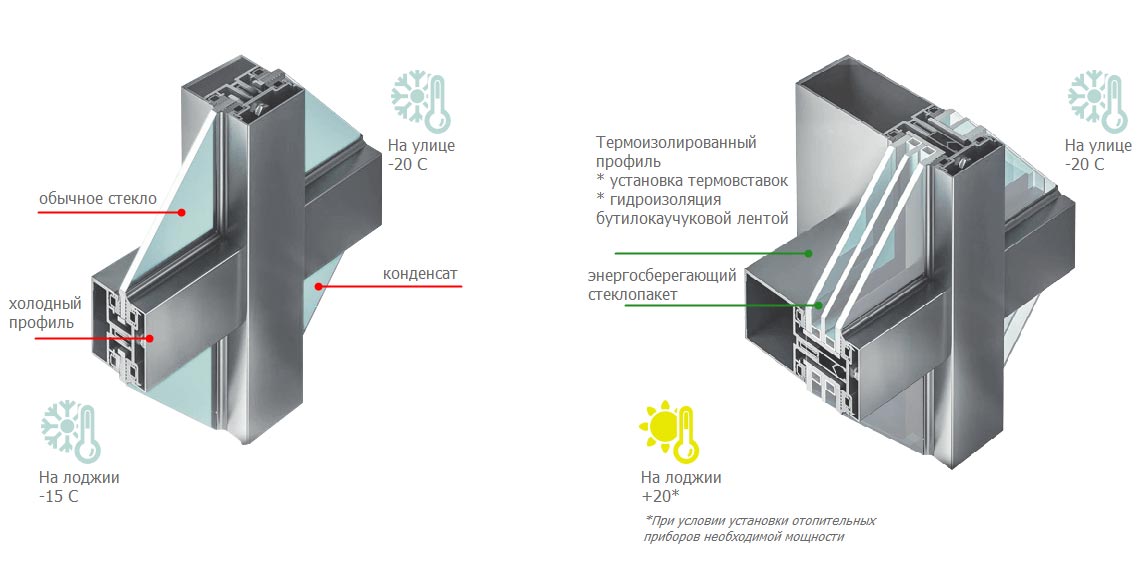 На улице
-20 С
обычное стекло
конденсат
холодный
профиль
На лоджии
-15 С
Термоизолированный
профиль
* установка термовставок
* гидроизоляция
бутилокаучуковой лентой
На улице
-20 С
энергосберегающий
стеклопакет
На лоджии
+20*
*При условии установки отопительных
приборов необходимой мощности